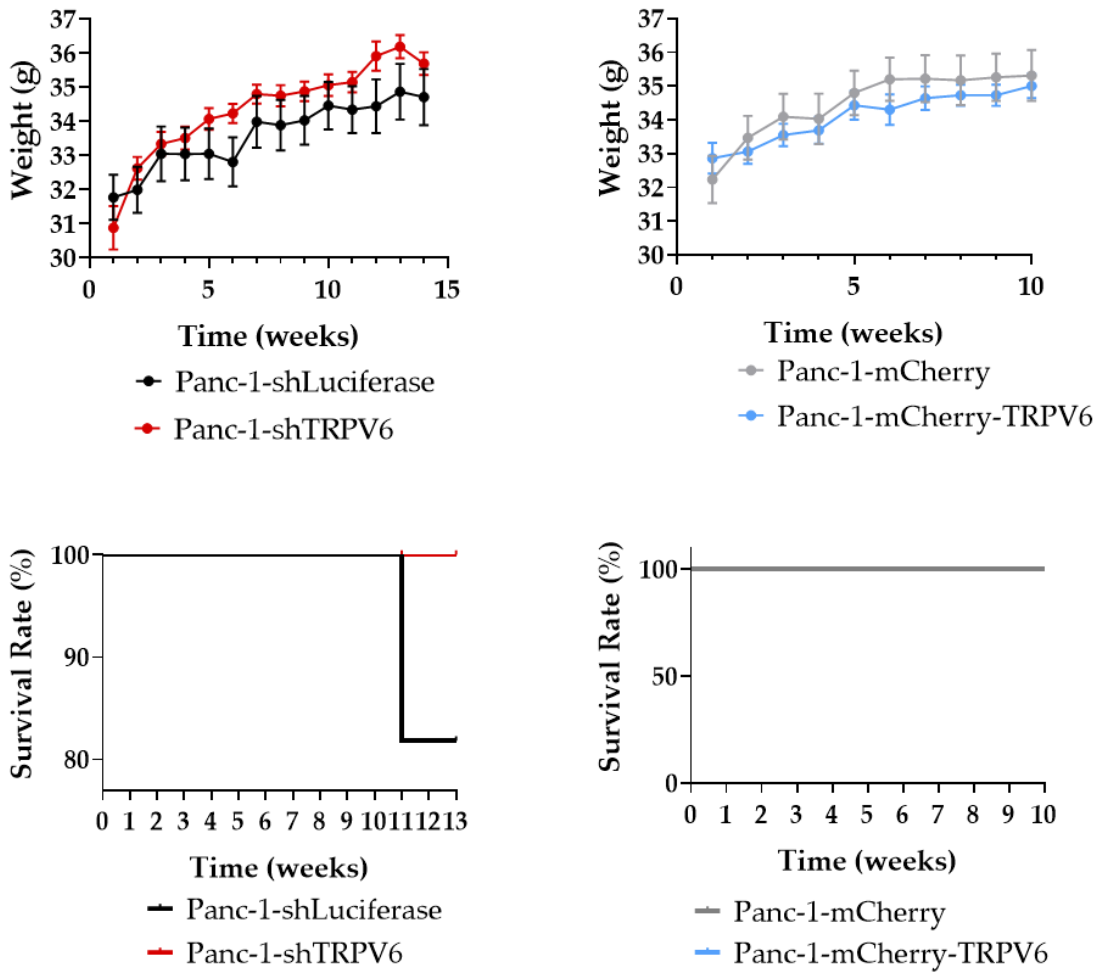 Weight (g)
37
36
35
34
33
32
31
30
0
5
10
15
Time (weeks)
Panc-1-shLuciferase
Panc-1-shTRPV6
Weight (g)
37
36
35
34
33
32
31
30
0
5
10
Time (weeks)
Panc-1-mCherry
Panc-1-mCherry-TRPV6
Survival Rate (%)
100
90
80
0 1 2 3 4 5 6 7 8 9 10 11 12 13
Time (weeks)
Panc-1-shLuciferase
Panc-1-shTRPV6
Survival Rate (%)
100
50
0
0 1 2 3 4 5 6 7 8 9 10
Time (weeks)
Panc-1-mCherry
Panc-1-mCherry-TRPV6